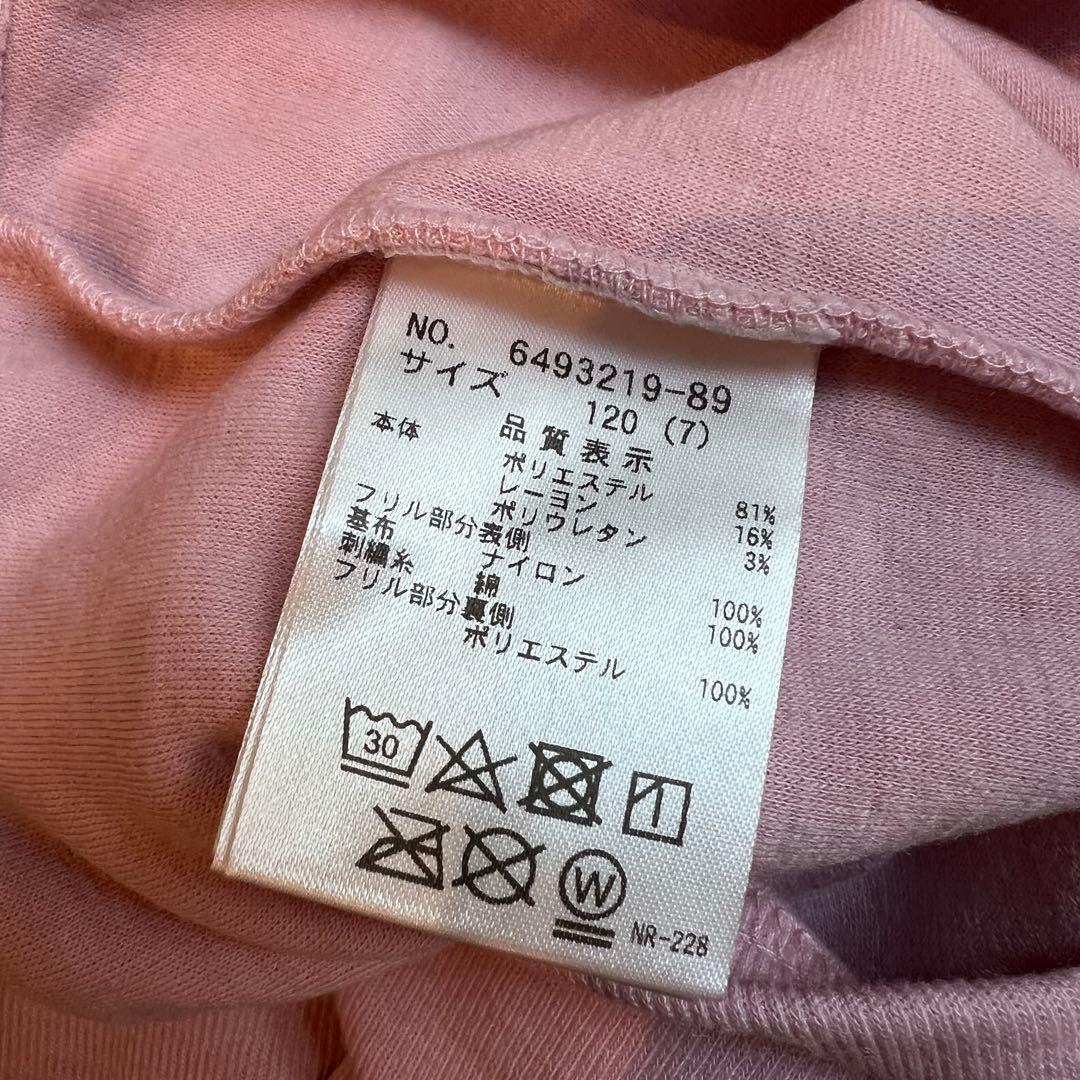 NO. 6493219-89
サイズ 120 (7)
品質表示
本体 ポリエステル 81%
レーヨン 16%
ポリウレタン 3%
フリル部分表側
基布 ナイロン 100%
刺繍糸 綿 100%
フリル部分裏側
ポリエステル 100%
30
W
NR-228